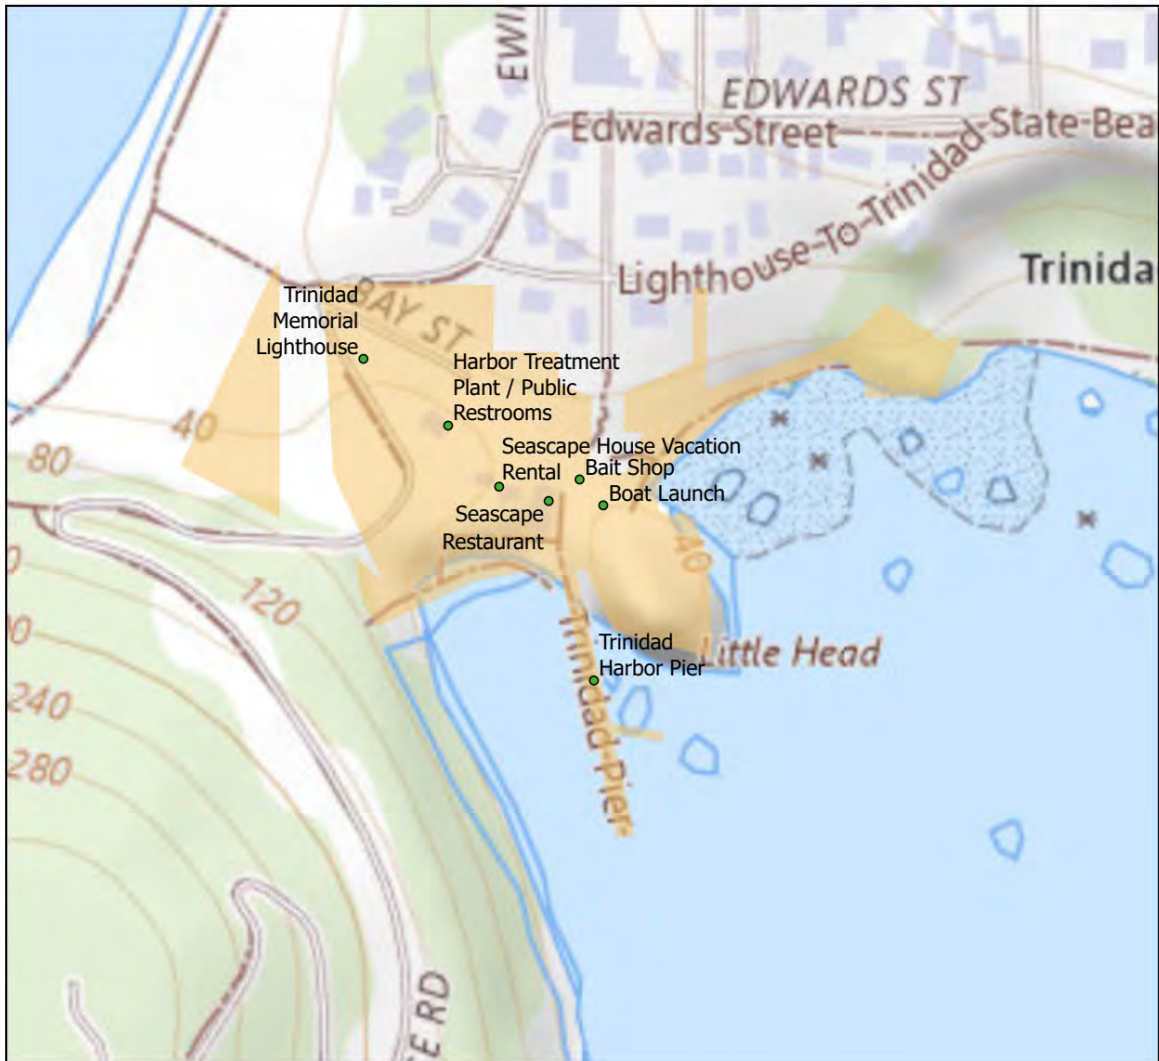 EWI
EDWARDS ST
Edwards Street
Lighthouse-To-Trinidad-State-Bea
Trinida
BAY ST
Trinidad
Memorial
Lighthouse
Harbor Treatment
Plant / Public
Restrooms
40
80
Seascape House Vacation
Rental
Bait Shop
Boat Launch
Seascape
Restaurant
40
120
Trinidad
Harbor Pier
Little Head
Trinidad Pier
240
280
E RD